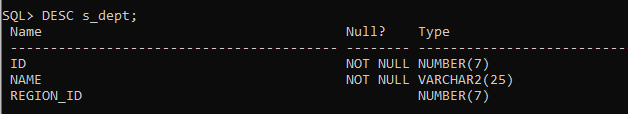 SQL> DESC s_dept;
Name Null? Type
----------------------------------------- -------- ----------------------------
ID NOT NULL NUMBER(7)
NAME NOT NULL VARCHAR2(25)
REGION_ID NUMBER(7)